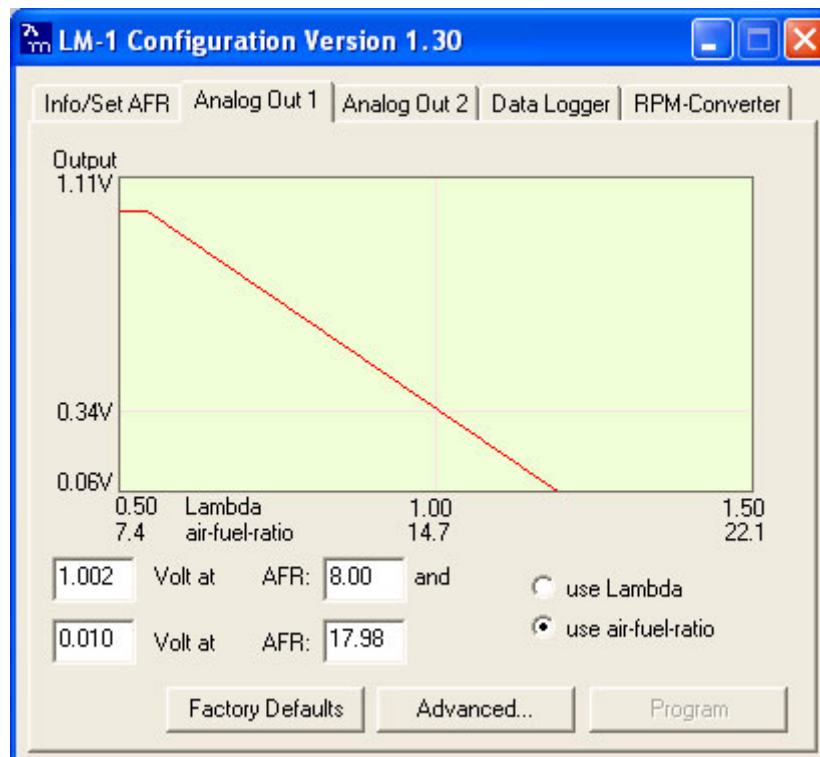 LM-1 Configuration Version 1.30
Info/Set AFR Analog Out 1 Analog Out 2 Data Logger RPM-Converter
Output
1.11V
0.34V
0.06V
0.50 Lambda 1.00 1.50
7.4 air-fuel-ratio 14.7 22.1
1.002 Volt at AFR: 8.00 and
use Lambda
0.010 Volt at AFR: 17.98
use air-fuel-ratio
Factory Defaults Advanced... Program